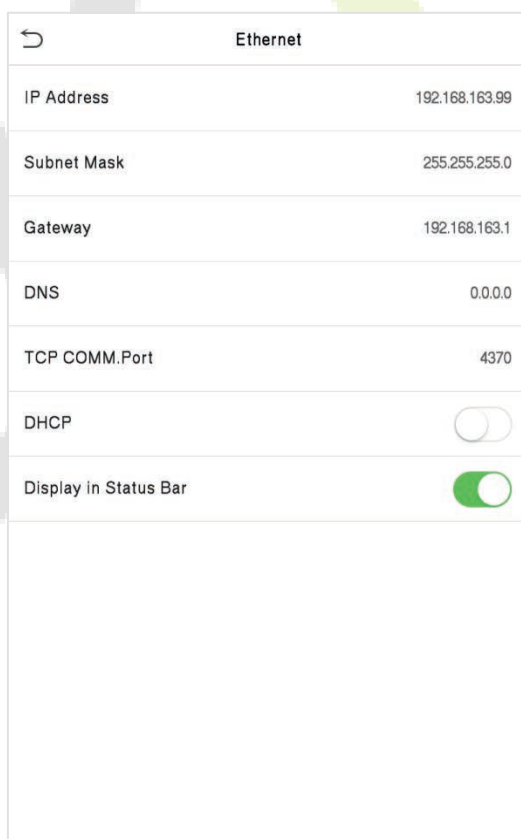 Ethernet
IP Address 192.168.163.99
Subnet Mask 255.255.255.0
Gateway 192.168.163.1
DNS 0.0.0.0
TCP COMM.Port 4370
DHCP
Display in Status Bar